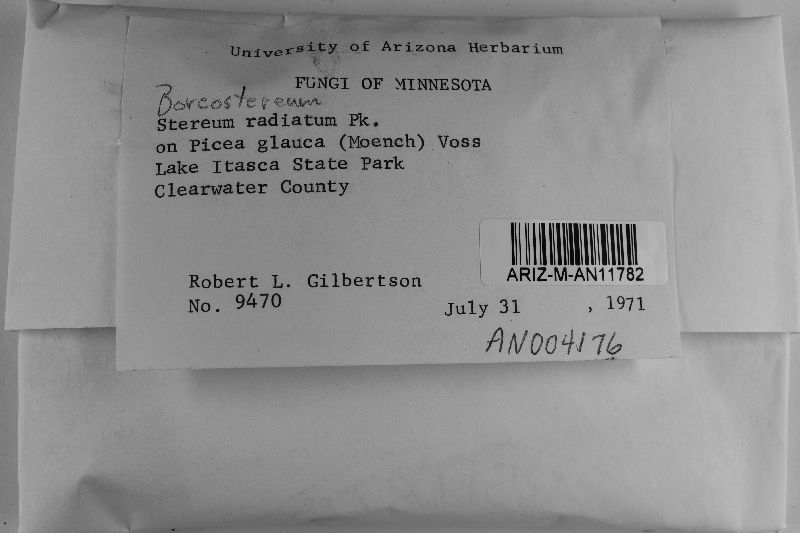 University of Arizona Herbarium
FUNGI OF MINNESOTA
Boreostereum
Stereum radiatum Pk.
on Picea glauca (Moench) Voss
Lake Itasca State Park
Clearwater County
ARIZ-M-AN11782
Robert L. Gilbertson
No. 9470
July 31 , 1971
AN004176